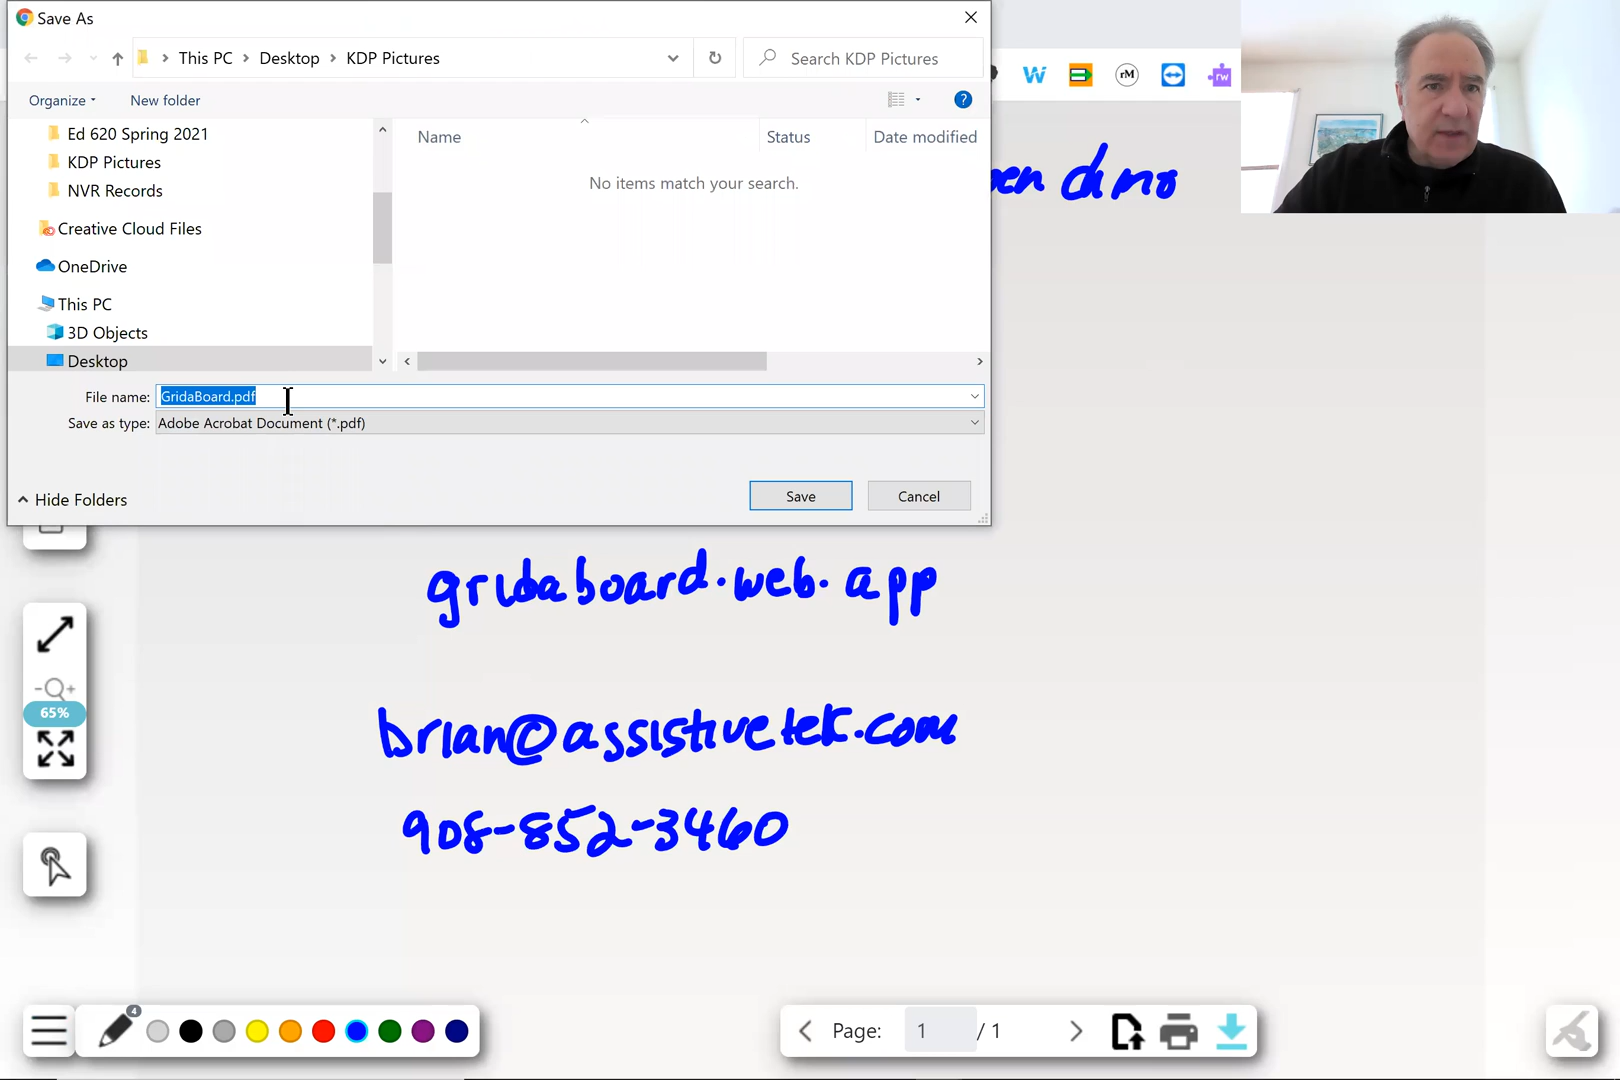 Save As
This PC > Desktop > KDP Pictures
Search KDP Pictures
W
rM
rw
Organize
New folder
?
Ed 620 Spring 2021
KDP Pictures
NVR Records
Creative Cloud Files
OneDrive
This PC
3D Objects
Desktop
Name
Status
Date modified
No items match your search.
File name: GridaBoard.pdf
Save as type: Adobe Acrobat Document (*.pdf)
Hide Folders
Save
Cancel
gridaboard.web.app
65%
brian@assistivetek.com
908-852-3460
4
Page: 1 / 1